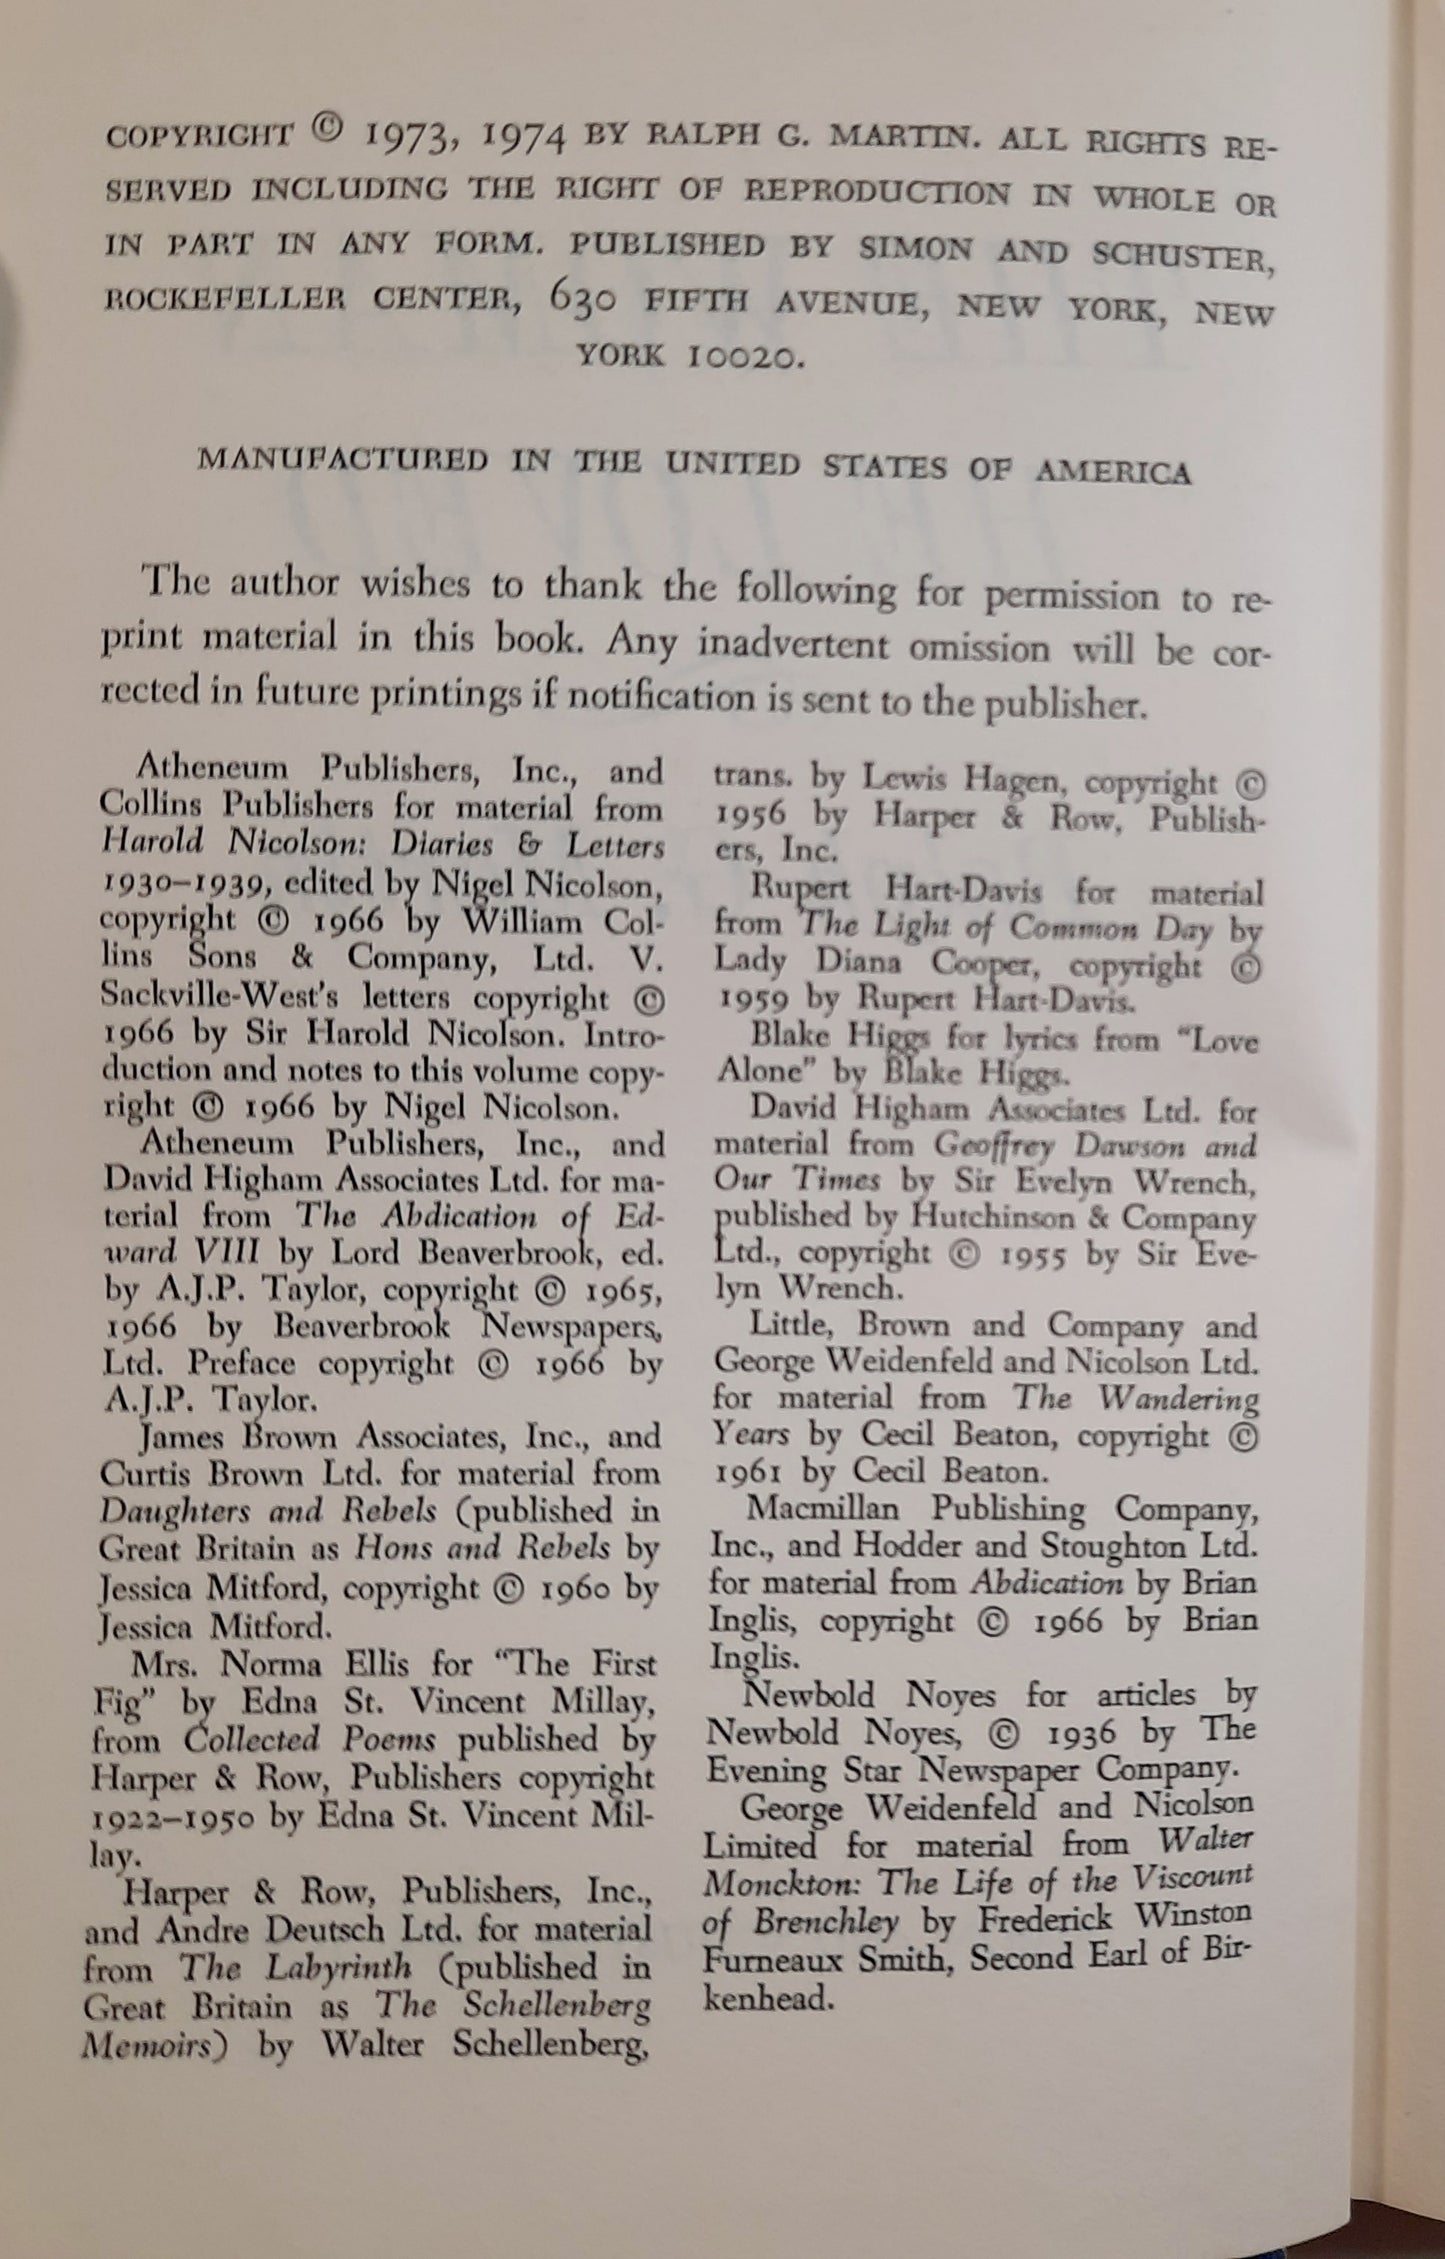 COPYRIGHT © 1973, 1974 BY RALPH G. MARTIN. ALL RIGHTS RE-
SERVED INCLUDING THE RIGHT OF REPRODUCTION IN WHOLE OR
IN PART IN ANY FORM. PUBLISHED BY SIMON AND SCHUSTER,
ROCKEFELLER CENTER, 630 FIFTH AVENUE, NEW YORK, NEW
YORK 10020.
MANUFACTURED IN THE UNITED STATES OF AMERICA
The author wishes to thank the following for permission to re-
print material in this book. Any inadvertent omission will be cor-
rected in future printings if notification is sent to the publisher.
Atheneum Publishers, Inc., and
Collins Publishers for material from
Harold Nicolson: Diaries & Letters
1930–1939, edited by Nigel Nicolson,
copyright © 1966 by William Col-
lins Sons & Company, Ltd. V.
Sackville-West's letters copyright ©
1966 by Sir Harold Nicolson. Intro-
duction and notes to this volume copy-
right © 1966 by Nigel Nicolson.
Atheneum Publishers, Inc., and
David Higham Associates Ltd. for ma-
terial from The Abdication of Ed-
ward VIII by Lord Beaverbrook, ed.
by A.J.P. Taylor, copyright © 1965,
1966 by Beaverbrook Newspapers,
Ltd. Preface copyright © 1966 by
A.J.P. Taylor.
James Brown Associates, Inc., and
Curtis Brown Ltd. for material from
Daughters and Rebels (published in
Great Britain as Hons and Rebels by
Jessica Mitford, copyright © 1960 by
Jessica Mitford.
Mrs. Norma Ellis for "The First
Fig" by Edna St. Vincent Millay,
from Collected Poems published by
Harper & Row, Publishers copyright
1922–1950 by Edna St. Vincent Mil-
lay.
Harper & Row, Publishers, Inc.,
and Andre Deutsch Ltd. for material
from The Labyrinth (published in
Great Britain as The Schellenberg
Memoirs) by Walter Schellenberg,
trans. by Lewis Hagen, copyright ©
1956 by Harper & Row, Publish-
ers, Inc.
Rupert Hart-Davis for material
from The Light of Common Day by
Lady Diana Cooper, copyright ©
1959 by Rupert Hart-Davis.
Blake Higgs for lyrics from "Love
Alone" by Blake Higgs.
David Higham Associates Ltd. for
material from Geoffrey Dawson and
Our Times by Sir Evelyn Wrench,
published by Hutchinson & Company
Ltd., copyright © 1955 by Sir Eve-
lyn Wrench.
Little, Brown and Company and
George Weidenfeld and Nicolson Ltd.
for material from The Wandering
Years by Cecil Beaton, copyright ©
1961 by Cecil Beaton.
Macmillan Publishing Company,
Inc., and Hodder and Stoughton Ltd.
for material from Abdication by Brian
Inglis, copyright © 1966 by Brian
Inglis.
Newbold Noyes for articles by
Newbold Noyes, © 1936 by The
Evening Star Newspaper Company.
George Weidenfeld and Nicolson
Limited for material from Walter
Monckton: The Life of the Viscount
of Brenchley by Frederick Winston
Furneaux Smith, Second Earl of Bir-
kenhead.